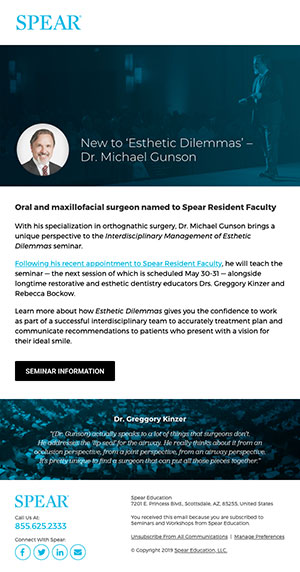 SPEAR
New to ‘Esthetic Dilemmas’ –
Dr. Michael Gunson
Oral and maxillofacial surgeon named to Spear Resident Faculty
With his specialization in orthognathic surgery, Dr. Michael Gunson brings a
unique perspective to the Interdisciplinary Management of Esthetic
Dilemmas seminar.
Following his recent appointment to Spear Resident Faculty, he will teach the
seminar — the next session of which is scheduled May 30-31 — alongside
longtime restorative and esthetic dentistry educators Drs. Greggory Kinzer and
Rebecca Bockow.
Learn more about how Esthetic Dilemmas gives you the confidence to work
as part of a successful interdisciplinary team to accurately treatment plan and
communicate recommendations to patients who present with a vision for
their ideal smile.
SEMINAR INFORMATION
Dr. Greggory Kinzer
"(Dr. Gunson) actually speaks to a lot of things that surgeons don't.
He addresses the 'lip seal' for the airway. He really thinks about it from an
occlusion perspective, from a joint perspective, from an airway perspective.
It's pretty unique to find a surgeon that can put all those pieces together."
SPEAR
Call Us At:
855.625.2333
Connect With Spear:
Spear Education
7201 E. Princess Blvd., Scottsdale, AZ, 85255, United States
You received this email because you are subscribed to
Seminars and Workshops from Spear Education.
Unsubscribe From All Communications | Manage Preferences
© Copyright 2019 Spear Education, LLC.